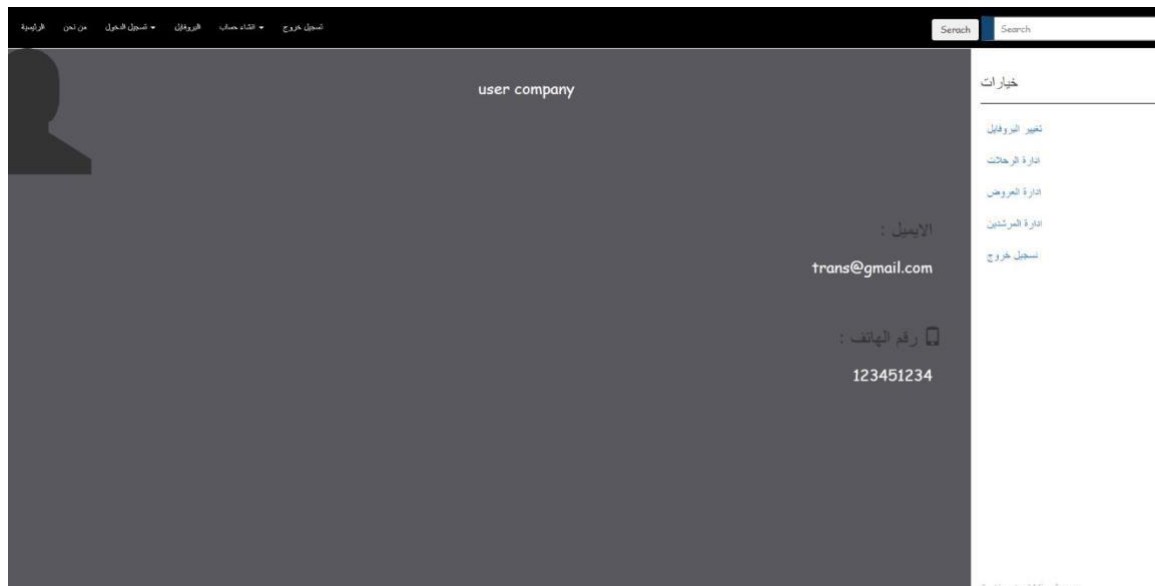 الرئيسية من نحن تسجيل الدخول البروفايل انشاء حساب تسجيل خروج
Serach Search
user company
خيارات
تغيير البروفايل
ادارة الرحلات
ادارة العروض
ادارة المرشدين
تسجيل خروج
الايميل :
trans@gmail.com
رقم الهاتف :
123451234